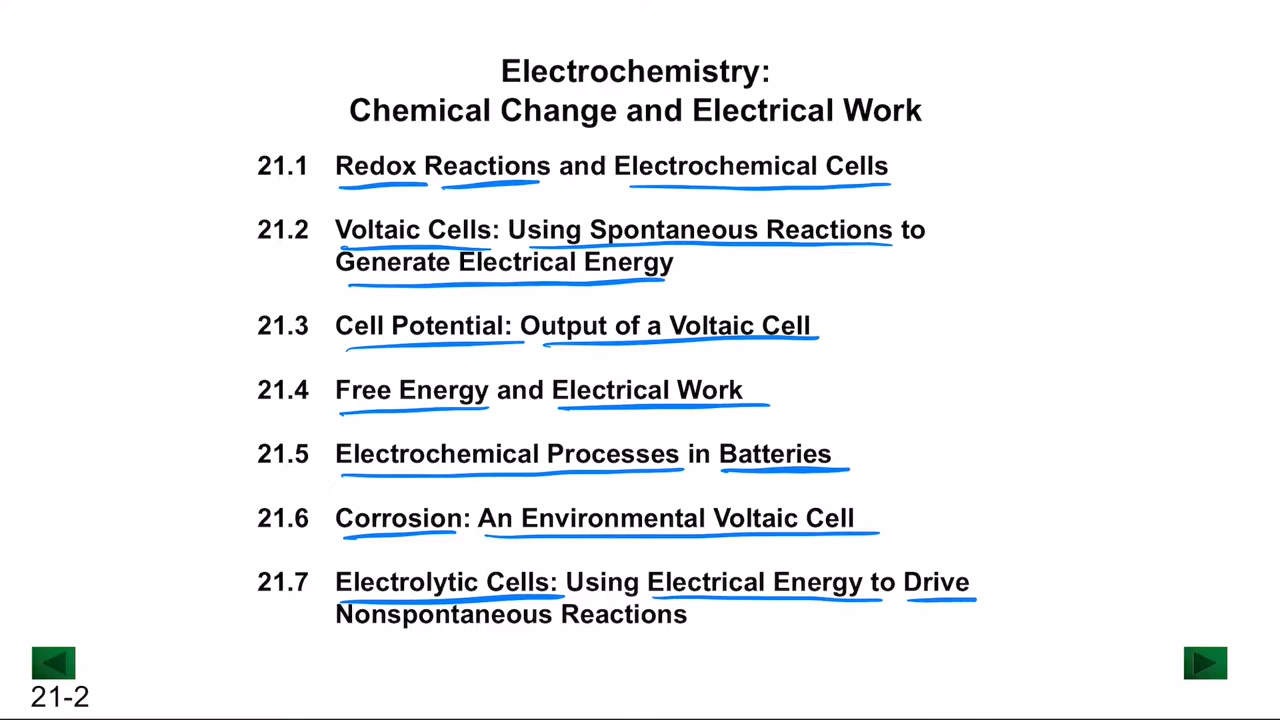 Electrochemistry:
Chemical Change and Electrical Work
21.1 Redox Reactions and Electrochemical Cells
21.2 Voltaic Cells: Using Spontaneous Reactions to
Generate Electrical Energy
21.3 Cell Potential: Output of a Voltaic Cell
21.4 Free Energy and Electrical Work
21.5 Electrochemical Processes in Batteries
21.6 Corrosion: An Environmental Voltaic Cell
21.7 Electrolytic Cells: Using Electrical Energy to Drive
Nonspontaneous Reactions
21-2